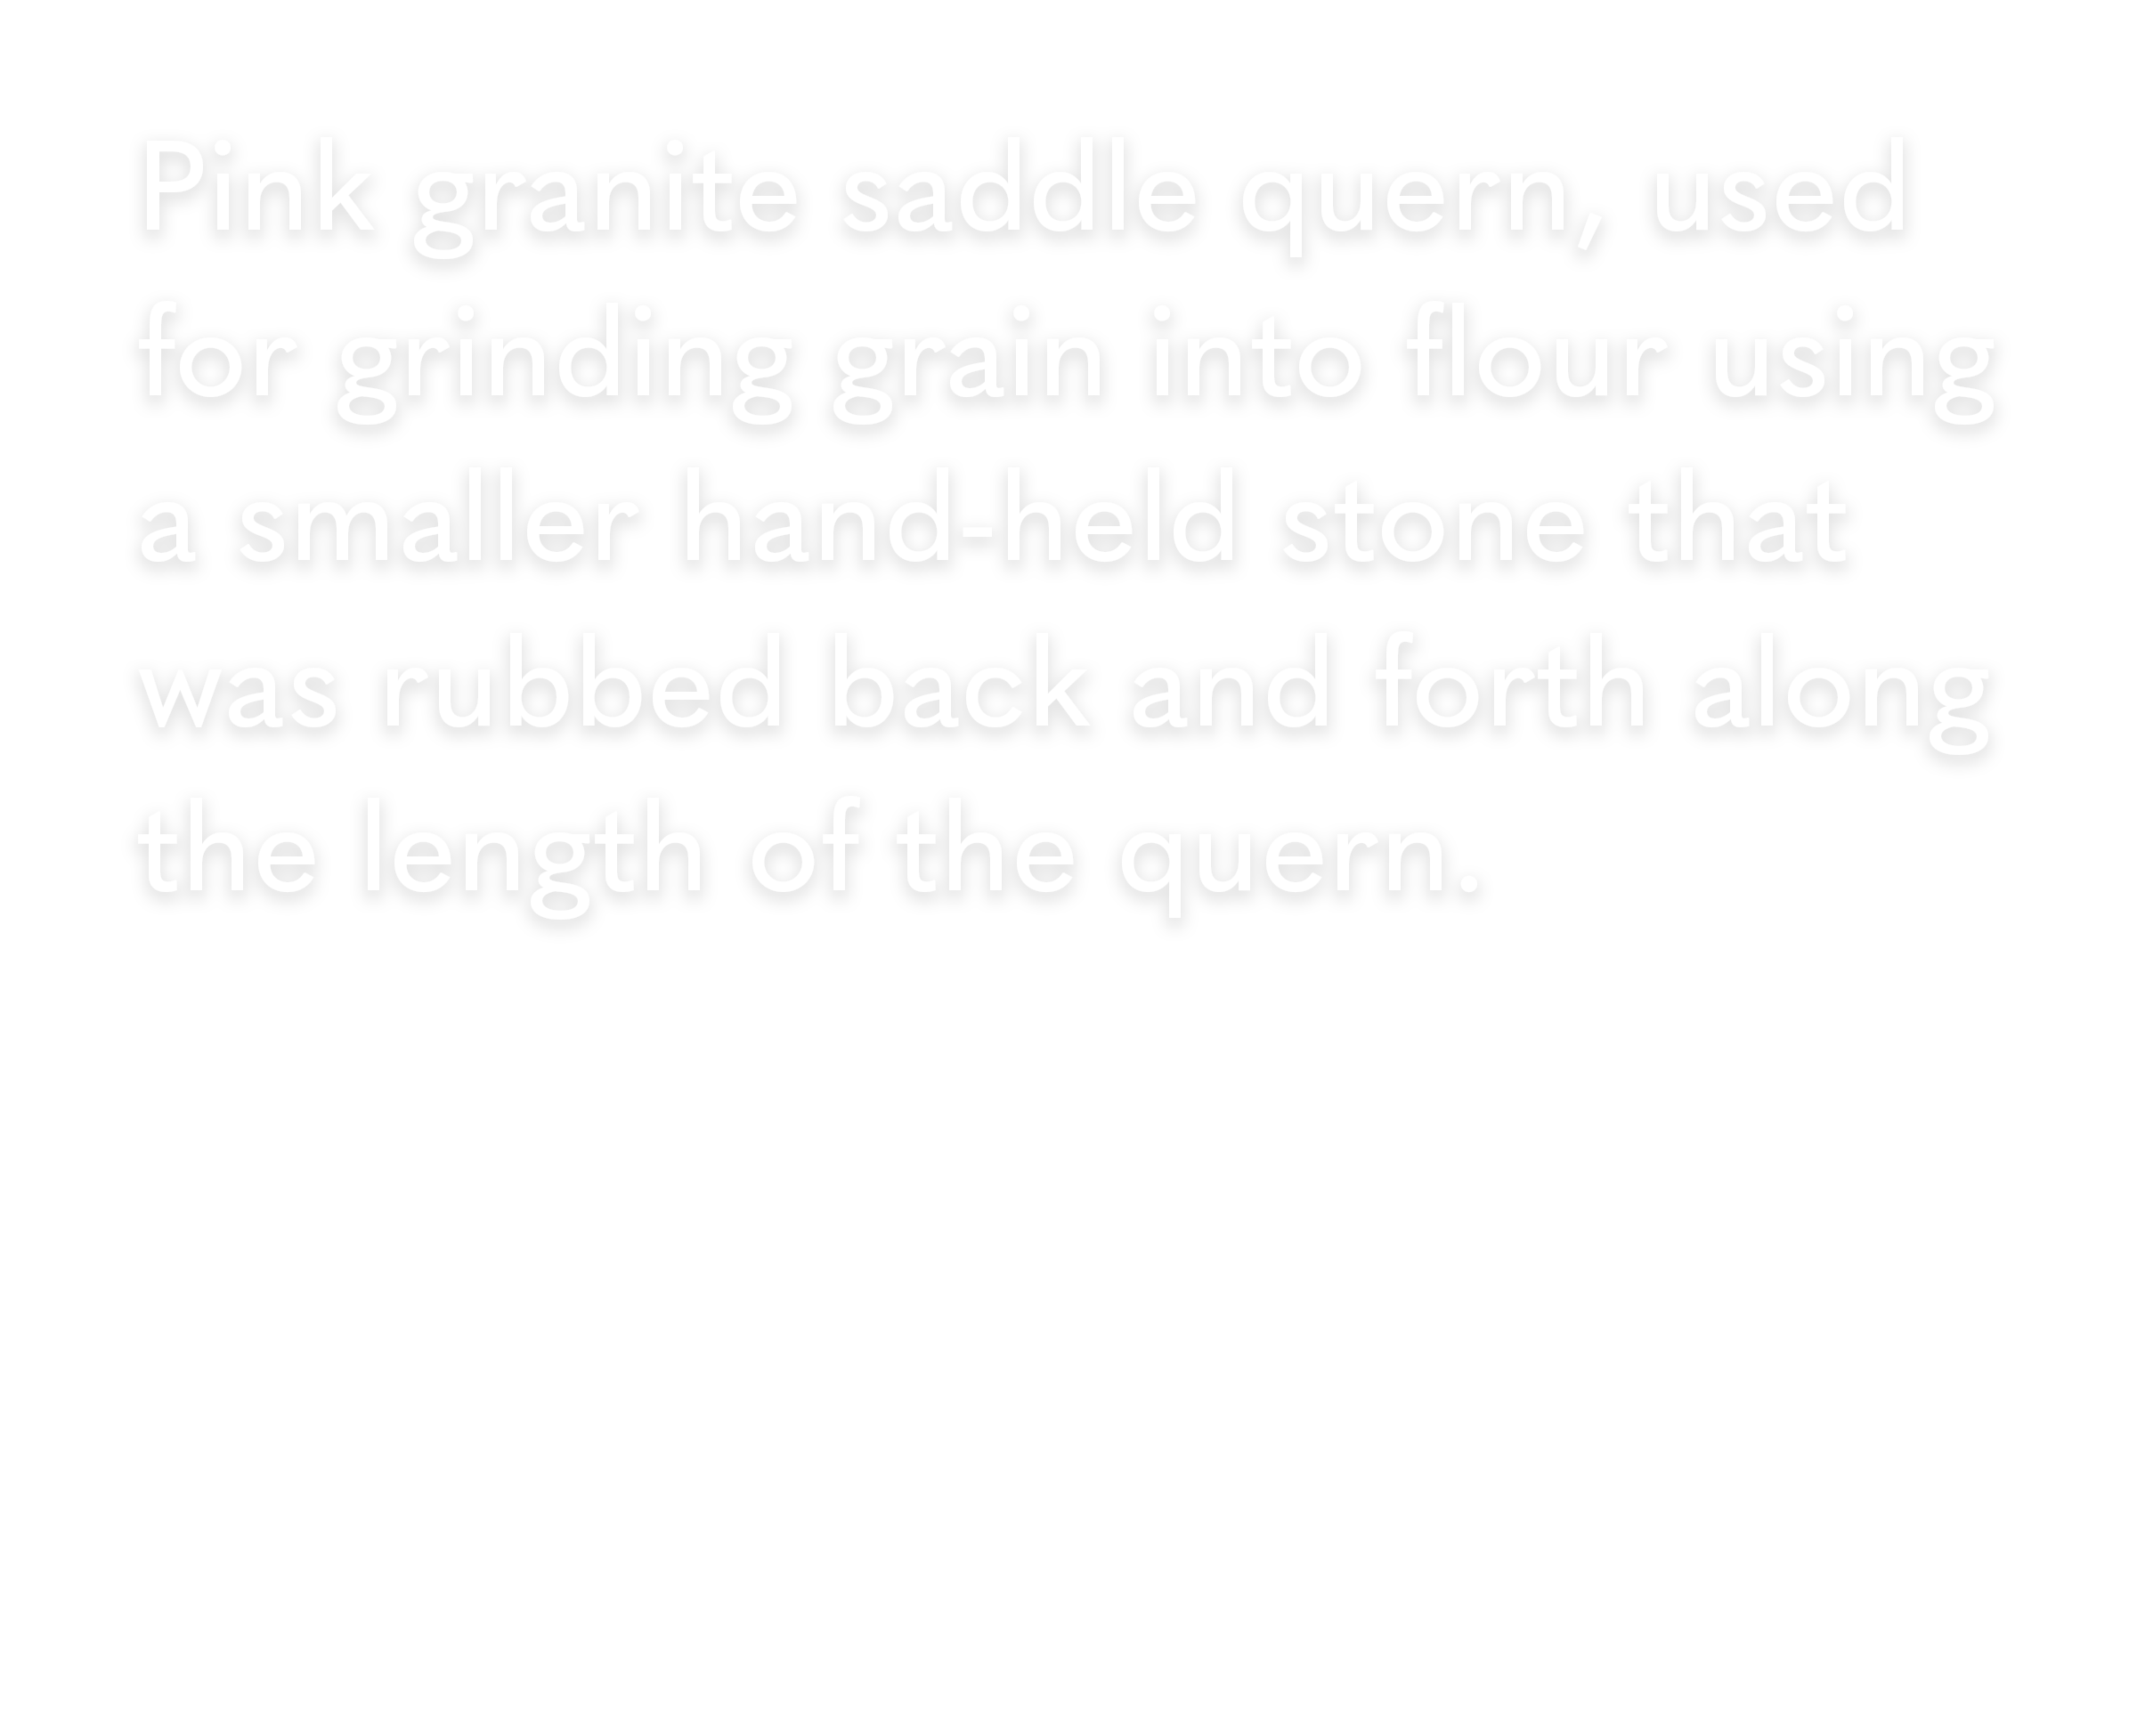 Pink granite saddle quern, used
for grinding grain into flour using
a smaller hand-held stone that
was rubbed back and forth along
the length of the quern.